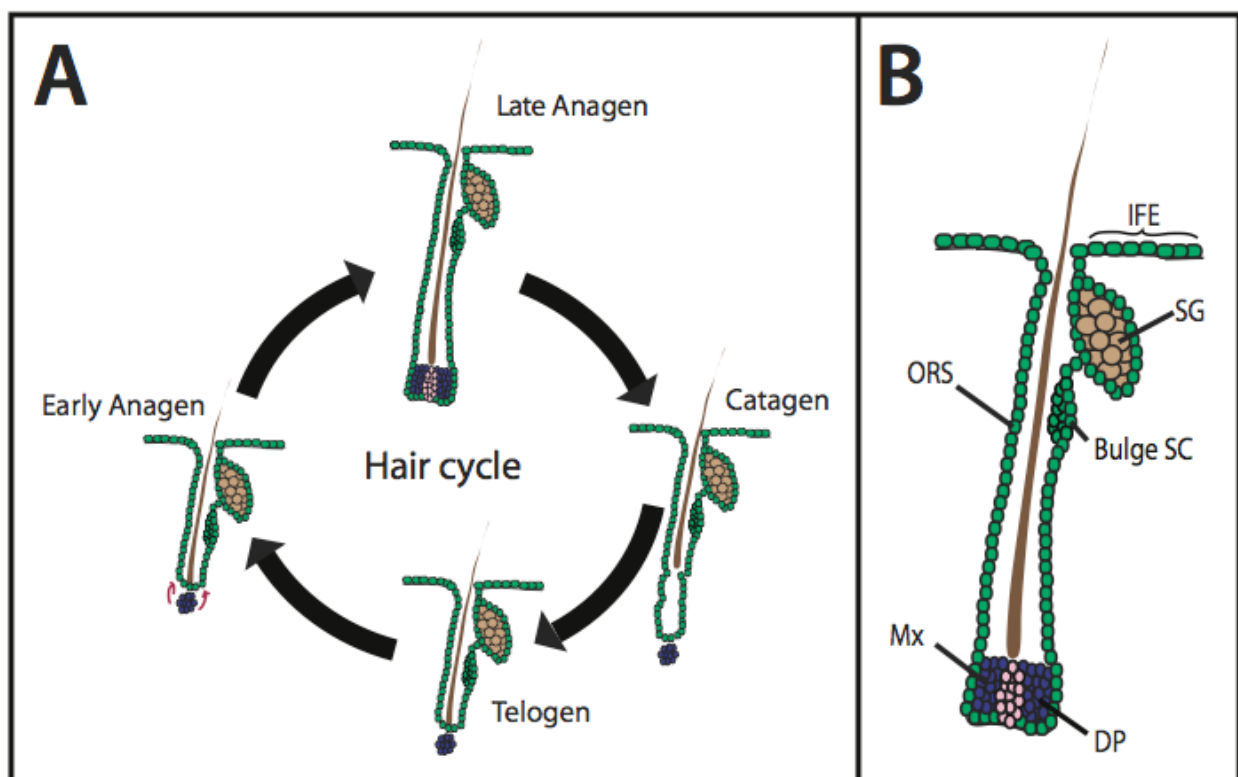 A
Late Anagen
Early Anagen
Catagen
Hair cycle
Telogen
B
IFE
SG
ORS
Bulge SC
Mx
DP